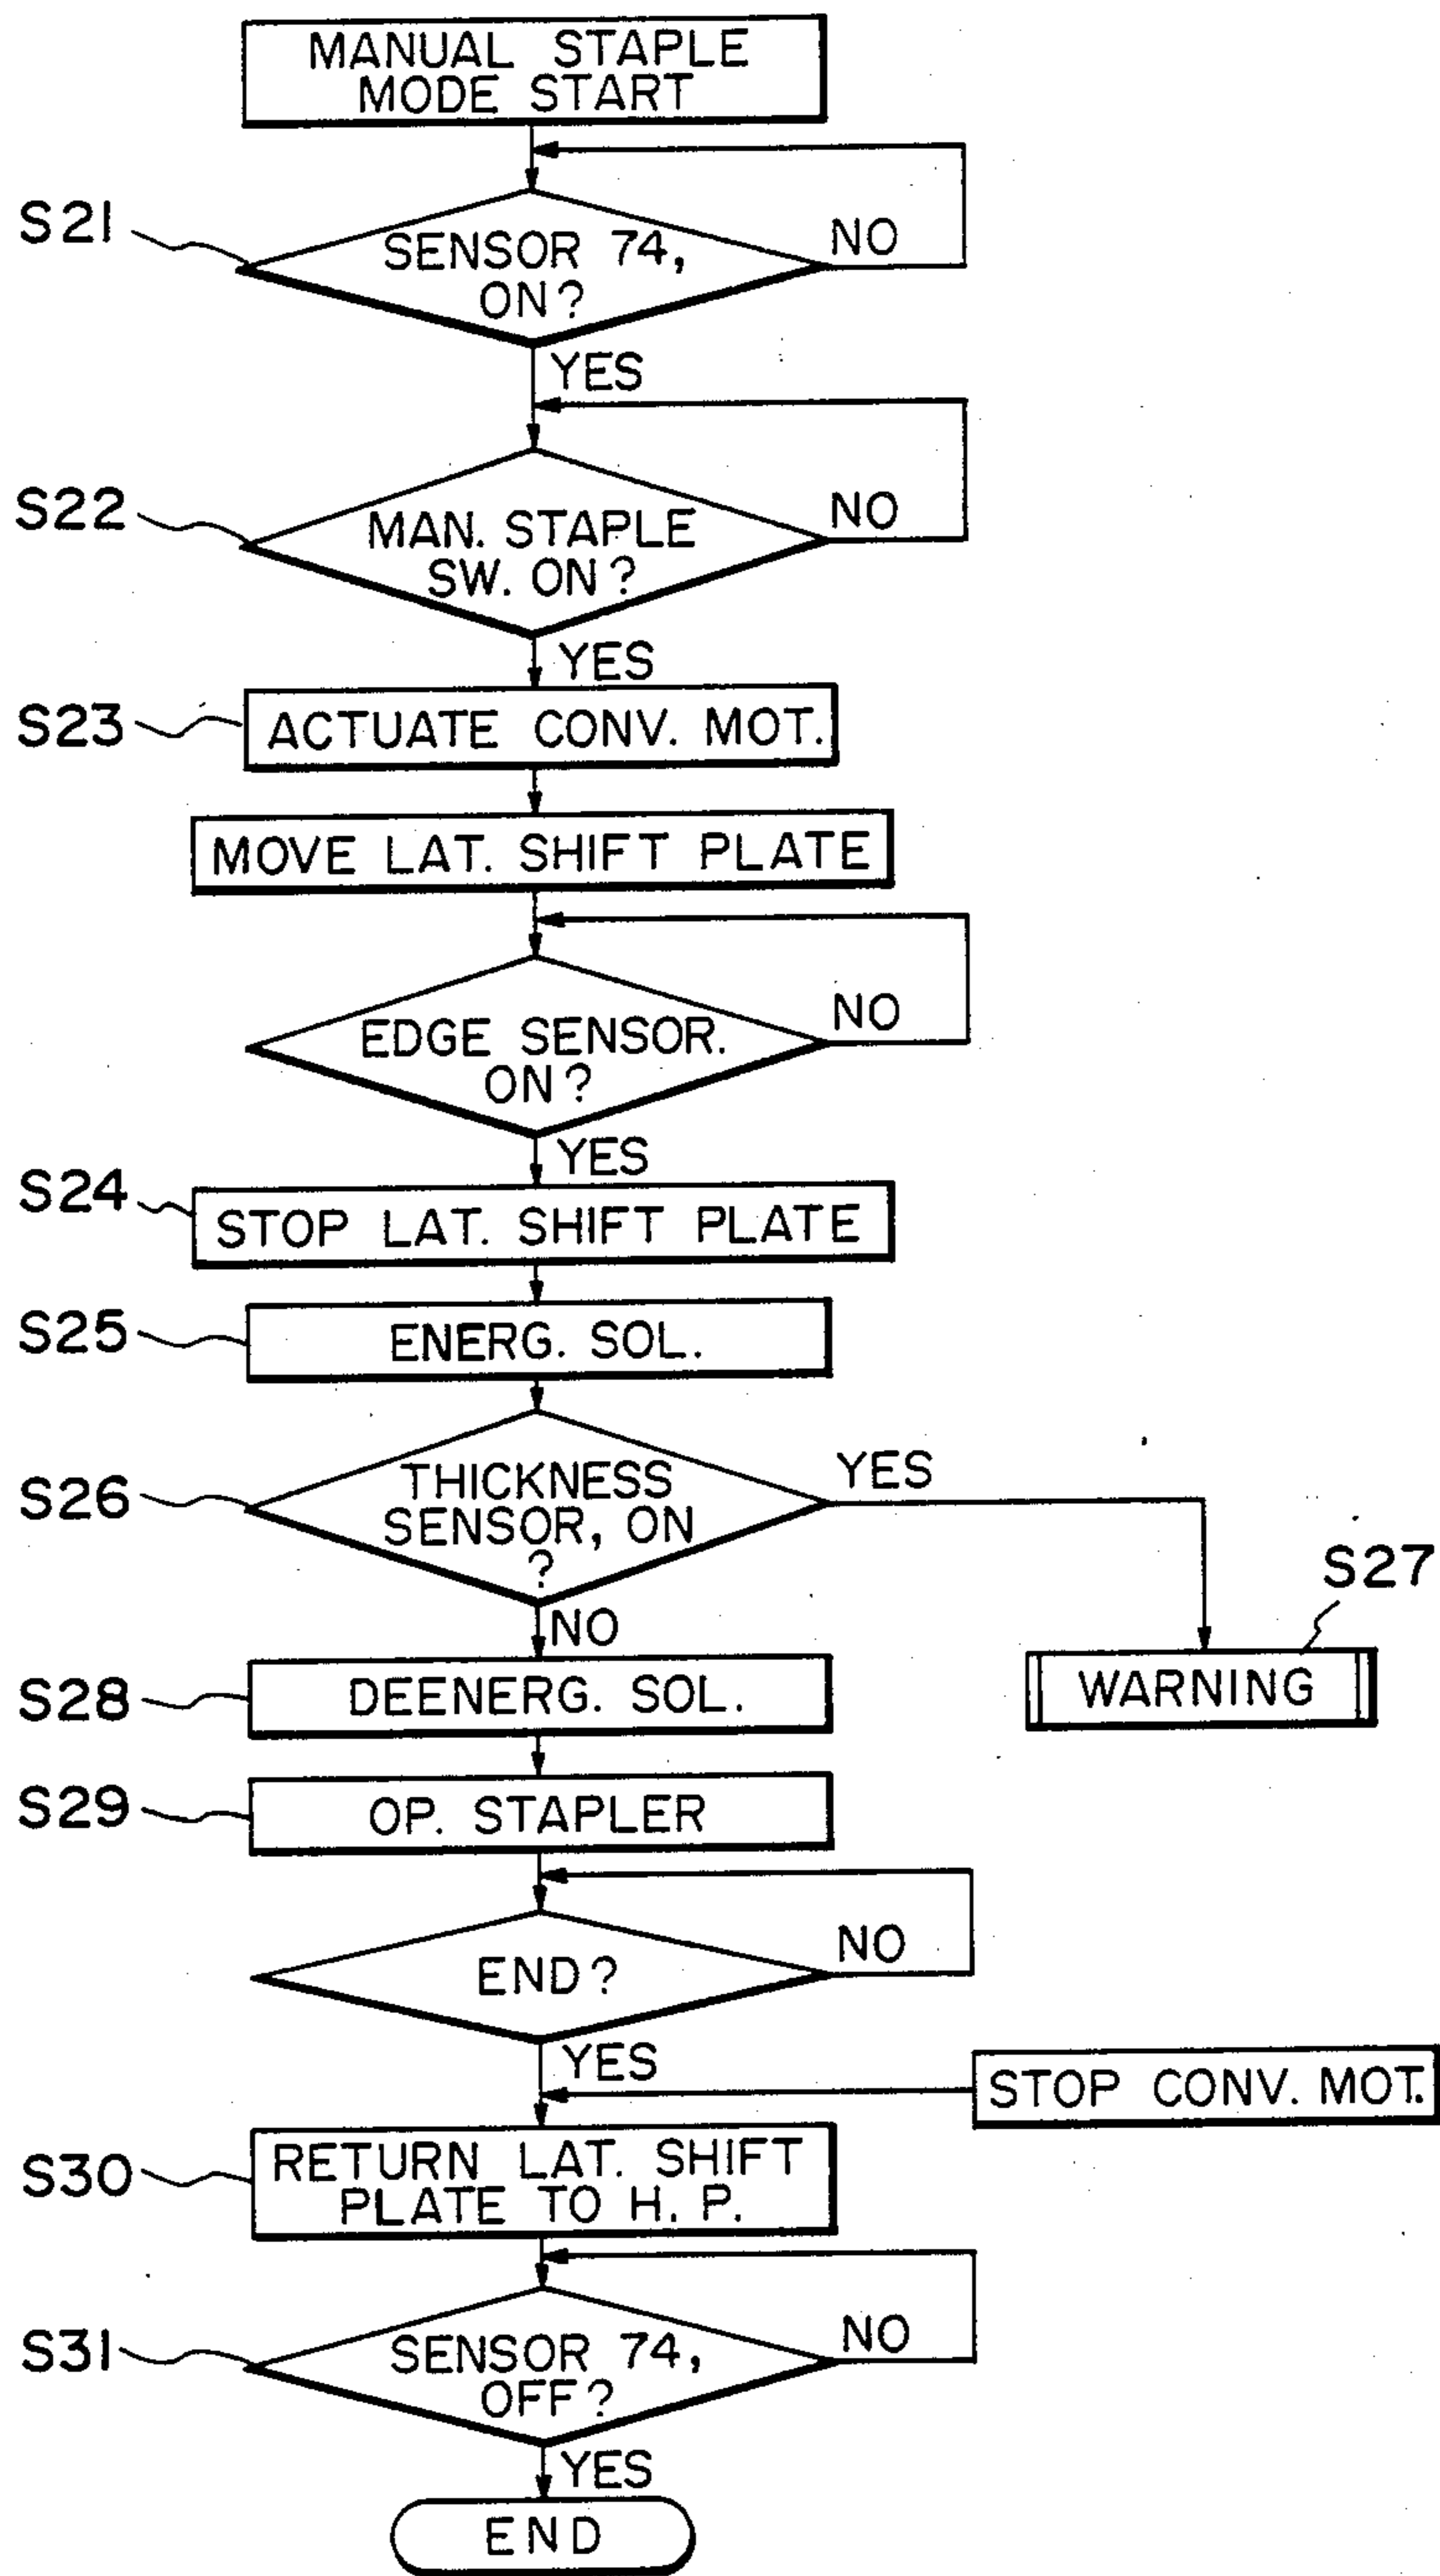 MANUAL STAPLE
MODE START
S21
SENSOR 74,
ON?
NO
YES
S22
MAN. STAPLE
SW. ON?
NO
YES
S23
ACTUATE CONV. MOT.
MOVE LAT. SHIFT PLATE
EDGE SENSOR.
ON?
NO
YES
S24
STOP LAT. SHIFT PLATE
S25
ENERG. SOL.
S26
THICKNESS
SENSOR, ON
?
YES
S27
WARNING
NO
S28
DEENERG. SOL.
S29
OP. STAPLER
END?
NO
YES
STOP CONV. MOT.
S30
RETURN LAT. SHIFT
PLATE TO H. P.
S31
SENSOR 74,
OFF?
NO
YES
END